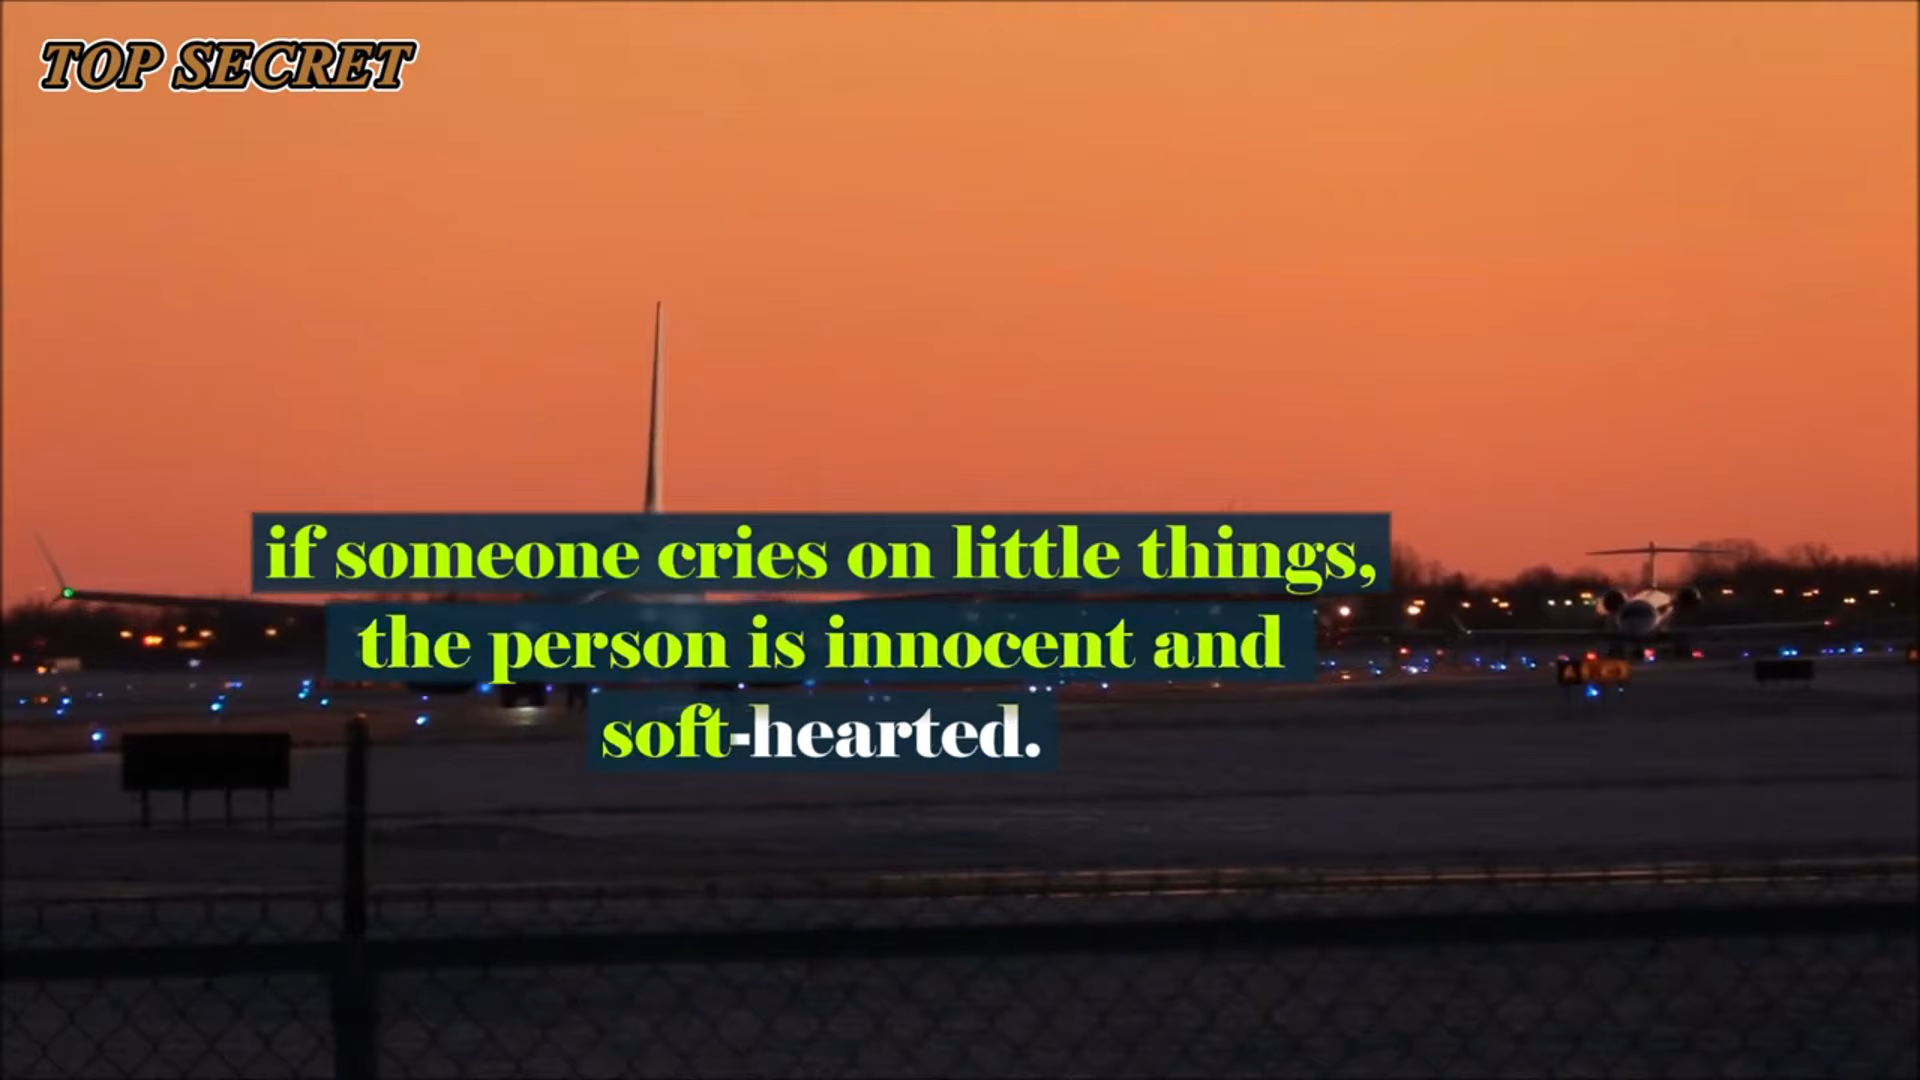 TOP SECRET
if someone cries on little things,
the person is innocent and
soft-hearted.